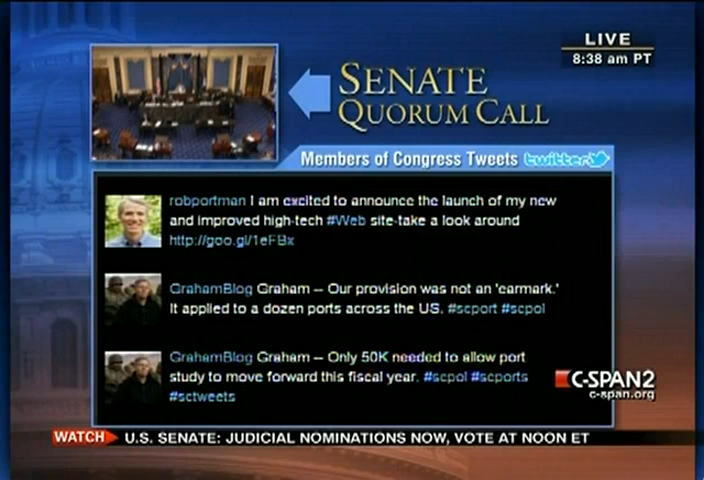 LIVE
8:38 am PT
SENATE
QUORUM CALL
Members of Congress Tweets twitter
robportman I am excited to announce the launch of my new
and improved high-tech #Web site-take a look around
http://goo.gl/1eFBx
GrahamBlog Graham -- Our provision was not an 'earmark.'
It applied to a dozen ports across the US. #scport #scpol
GrahamBlog Graham -- Only 50K needed to allow port
study to move forward this fiscal year. #scpol #scports
#sctweets
C-SPAN2
c-span.org
WATCH U.S. SENATE: JUDICIAL NOMINATIONS NOW, VOTE AT NOON ET